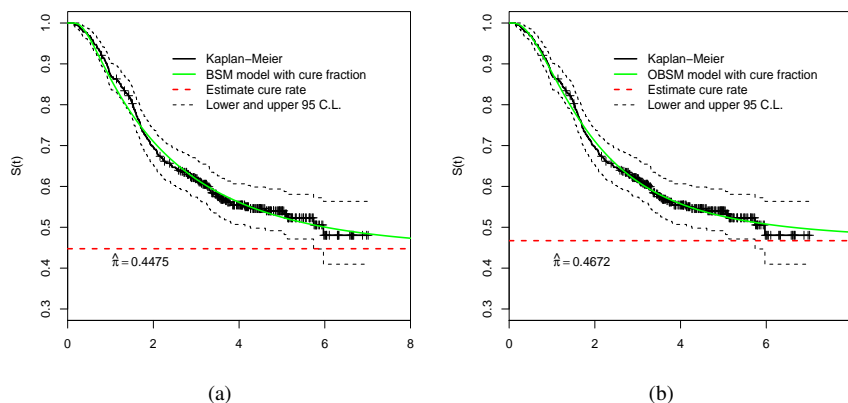 S(t)
1.0
0.9
0.8
0.7
0.6
0.5
0.4
0.3
Kaplan−Meier
BSM model with cure fraction
Estimate cure rate
Lower and upper 95 C.L.
π̂ = 0.4475
0 2 4 6 8
(a)
S(t)
1.0
0.9
0.8
0.7
0.6
0.5
0.4
0.3
Kaplan−Meier
OBSM model with cure fraction
Estimate cure rate
Lower and upper 95 C.L.
π̂ = 0.4672
0 2 4 6
(b)